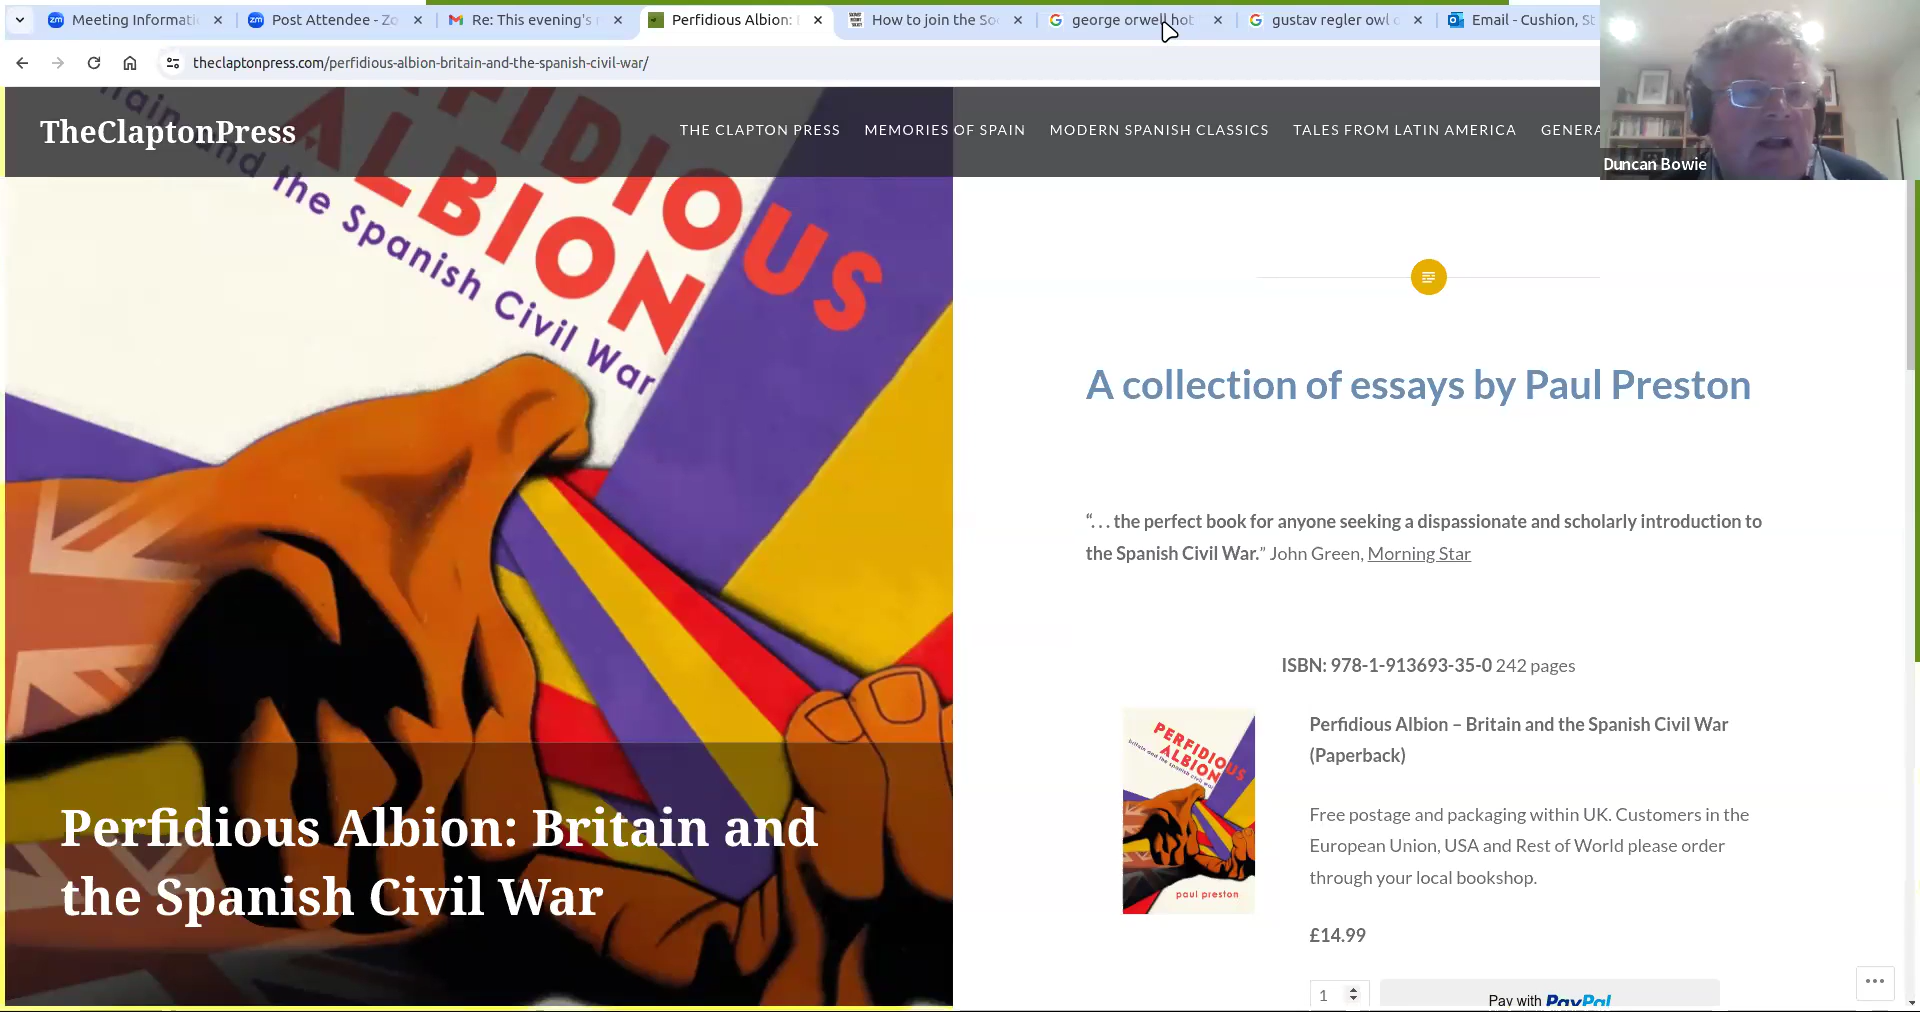 Meeting Informati
Post Attendee - Zo
Re: This evening's
Perfidious Albion:
How to join the So
george orwell hot
gustav regler owl o
Email - Cushion, St
theclaptonpress.com/perfidious-albion-britain-and-the-spanish-civil-war/
TheClaptonPress
THE CLAPTON PRESS
MEMORIES OF SPAIN
MODERN SPANISH CLASSICS
TALES FROM LATIN AMERICA
GENERA
Duncan Bowie
PERFIDIOUS
ALBION
and the Spanish Civil War
Perfidious Albion: Britain and
the Spanish Civil War
A collection of essays by Paul Preston
“. . . the perfect book for anyone seeking a dispassionate and scholarly introduction to
the Spanish Civil War.” John Green, Morning Star
ISBN: 978-1-913693-35-0 242 pages
PERFIDIOUS
ALBION
britain and the spanish civil war
paul preston
Perfidious Albion – Britain and the Spanish Civil War
(Paperback)
Free postage and packaging within UK. Customers in the
European Union, USA and Rest of World please order
through your local bookshop.
£14.99
1
Pay with PayPal